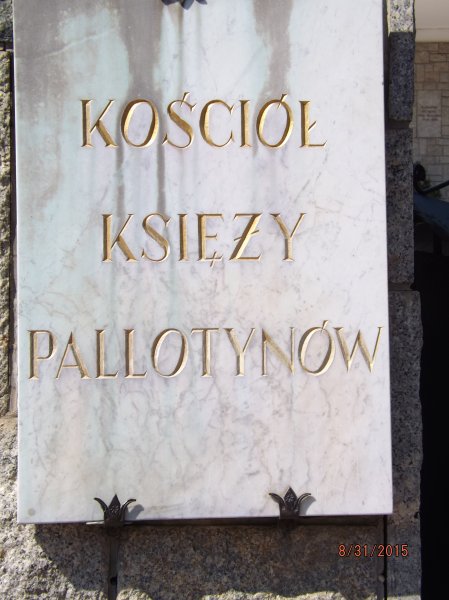 KOŚCIÓŁ
KSIĘŻY
PALLOTYNÓW
8/31/2015